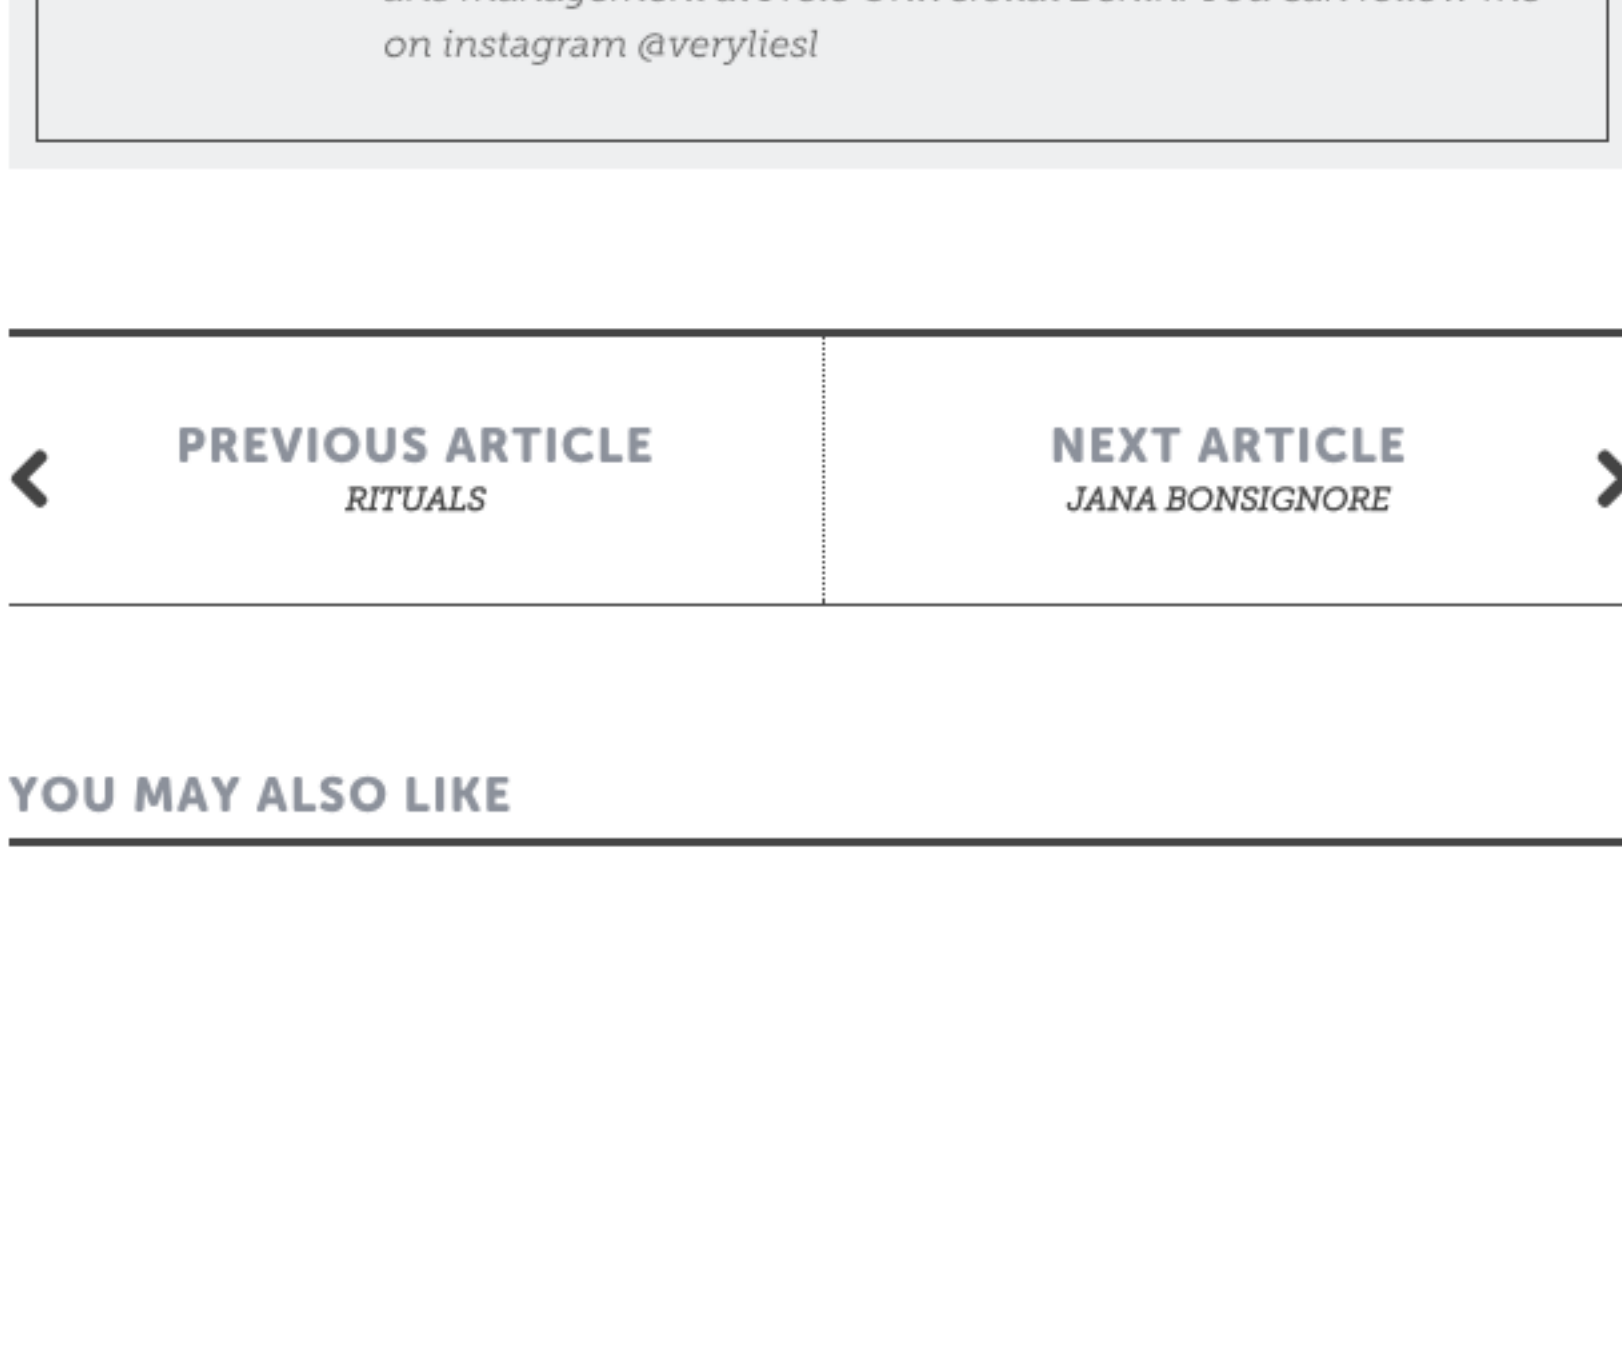 on instagram @veryliesl
PREVIOUS ARTICLE
RITUALS
NEXT ARTICLE
JANA BONSIGNORE
YOU MAY ALSO LIKE